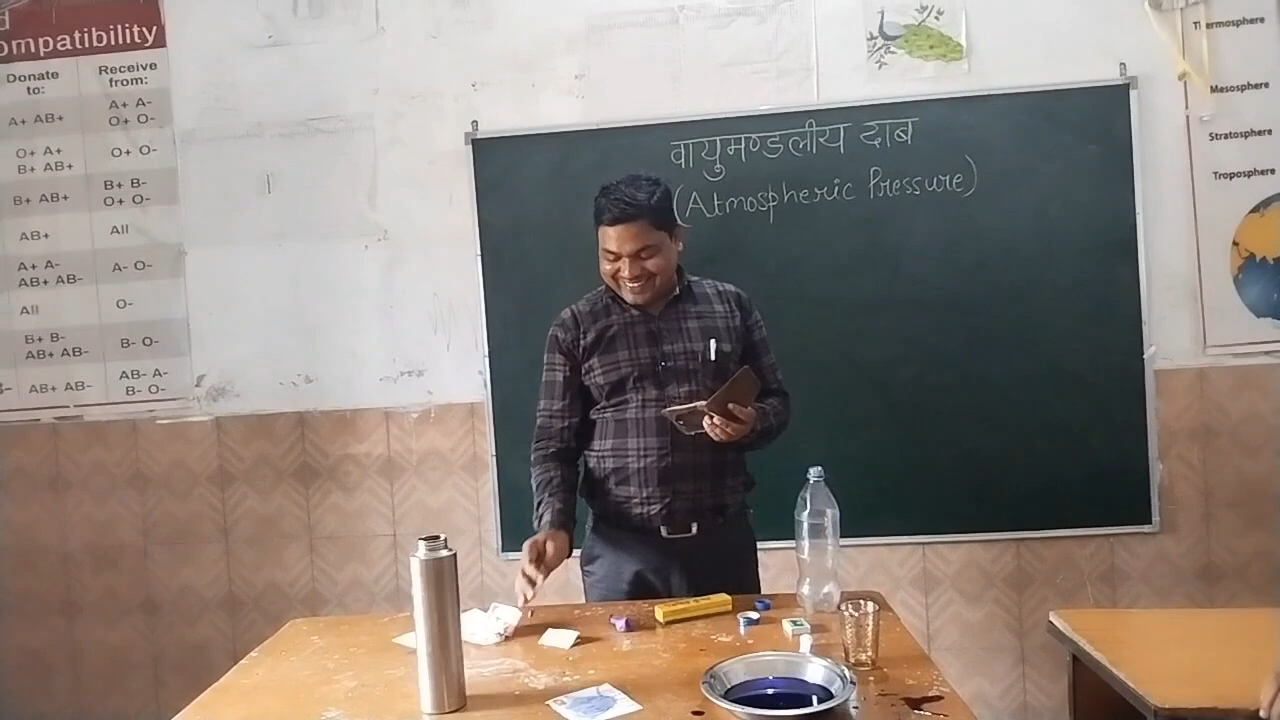 ompatibility
Donate to:
Receive from:
A+ AB+
A+ A-
O+ O-
O+ A+
B+ AB+
O+ O-
B+ AB+
B+ B-
O+ O-
AB+
All
A+ A-
AB+ AB-
A- O-
All
O-
B+ B-
AB+ AB-
B- O-
AB+ AB-
AB- A-
B- O-
वायुमण्डलीय दाब
(Atmospheric Pressure)
Thermosphere
Mesosphere
Stratosphere
Troposphere